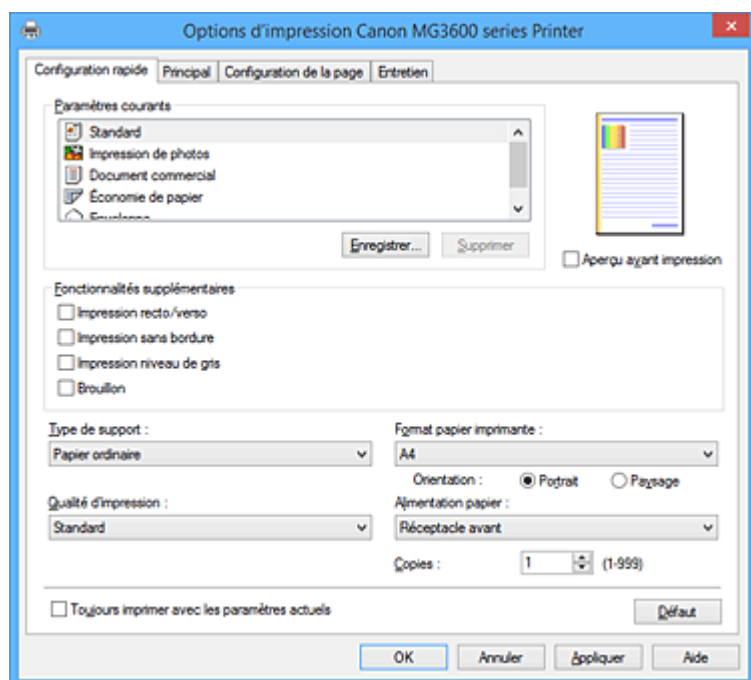 Options d'impression Canon MG3600 series Printer
Configuration rapide Principal Configuration de la page Entretien
Paramètres courants
Standard
Impression de photos
Document commercial
Économie de papier
Enregistrer... Supprimer
Aperçu avant impression
Fonctionnalités supplémentaires
Impression recto/verso
Impression sans bordure
Impression niveau de gris
Brouillon
Type de support : Format papier imprimante :
Papier ordinaire A4
Orientation : Portrait Paysage
Qualité d'impression : Alimentation papier :
Standard Réceptacle avant
Copies : 1 (1-999)
Toujours imprimer avec les paramètres actuels Défaut
OK Annuler Appliquer Aide